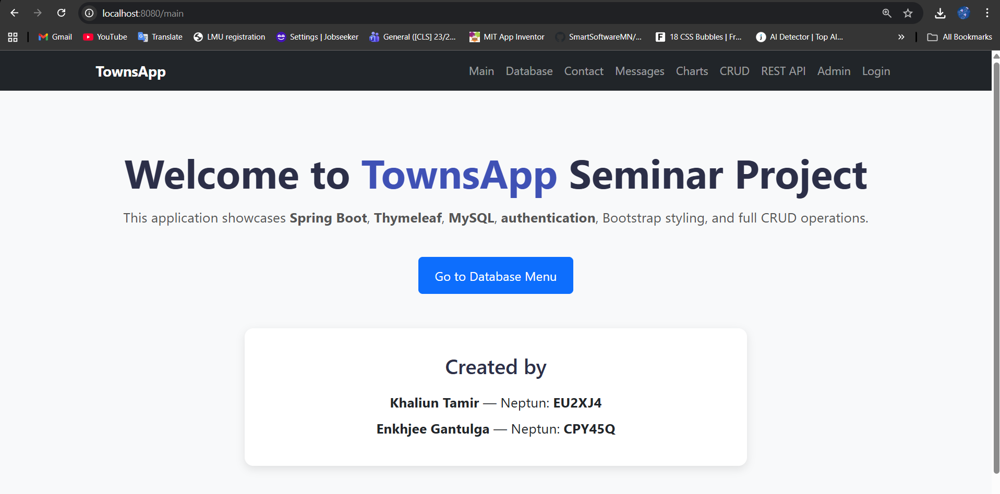 localhost:8080/main
Gmail YouTube Translate LMU registration Settings | Jobseeker General ([CLS] 23/2... MIT App Inventor SmartSoftwareMN/... F 18 CSS Bubbles | Fr... j AI Detector | Top AI... » All Bookmarks
TownsApp Main Database Contact Messages Charts CRUD REST API Admin Login
Welcome to TownsApp Seminar Project
This application showcases Spring Boot, Thymeleaf, MySQL, authentication, Bootstrap styling, and full CRUD operations.
Go to Database Menu
Created by
Khaliun Tamir — Neptun: EU2XJ4
Enkhjee Gantulga — Neptun: CPY45Q